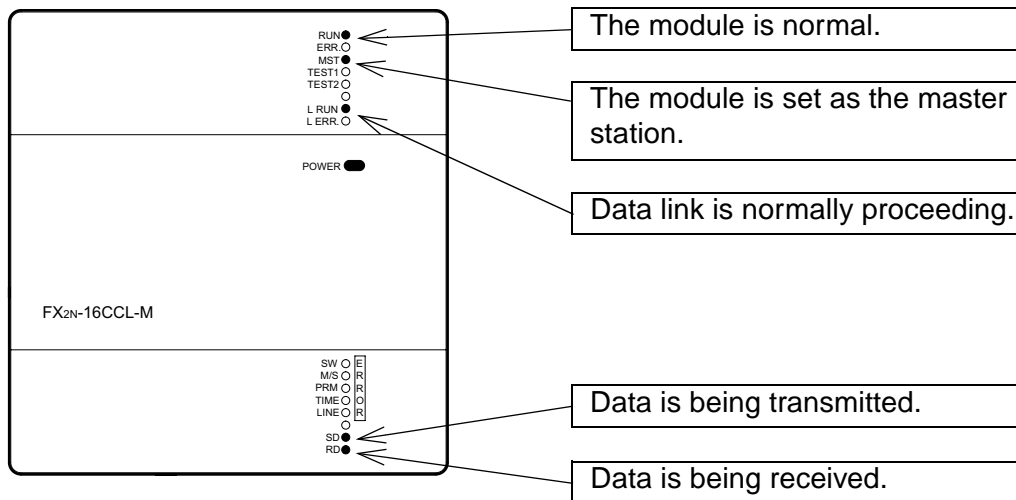 RUN
ERR.
MST
TEST1
TEST2
L RUN
L ERR.
POWER
FX2N-16CCL-M
SW E
M/S R
PRM R
TIME O
LINE R
SD
RD
The module is normal.
The module is set as the master
station.
Data link is normally proceeding.
Data is being transmitted.
Data is being received.